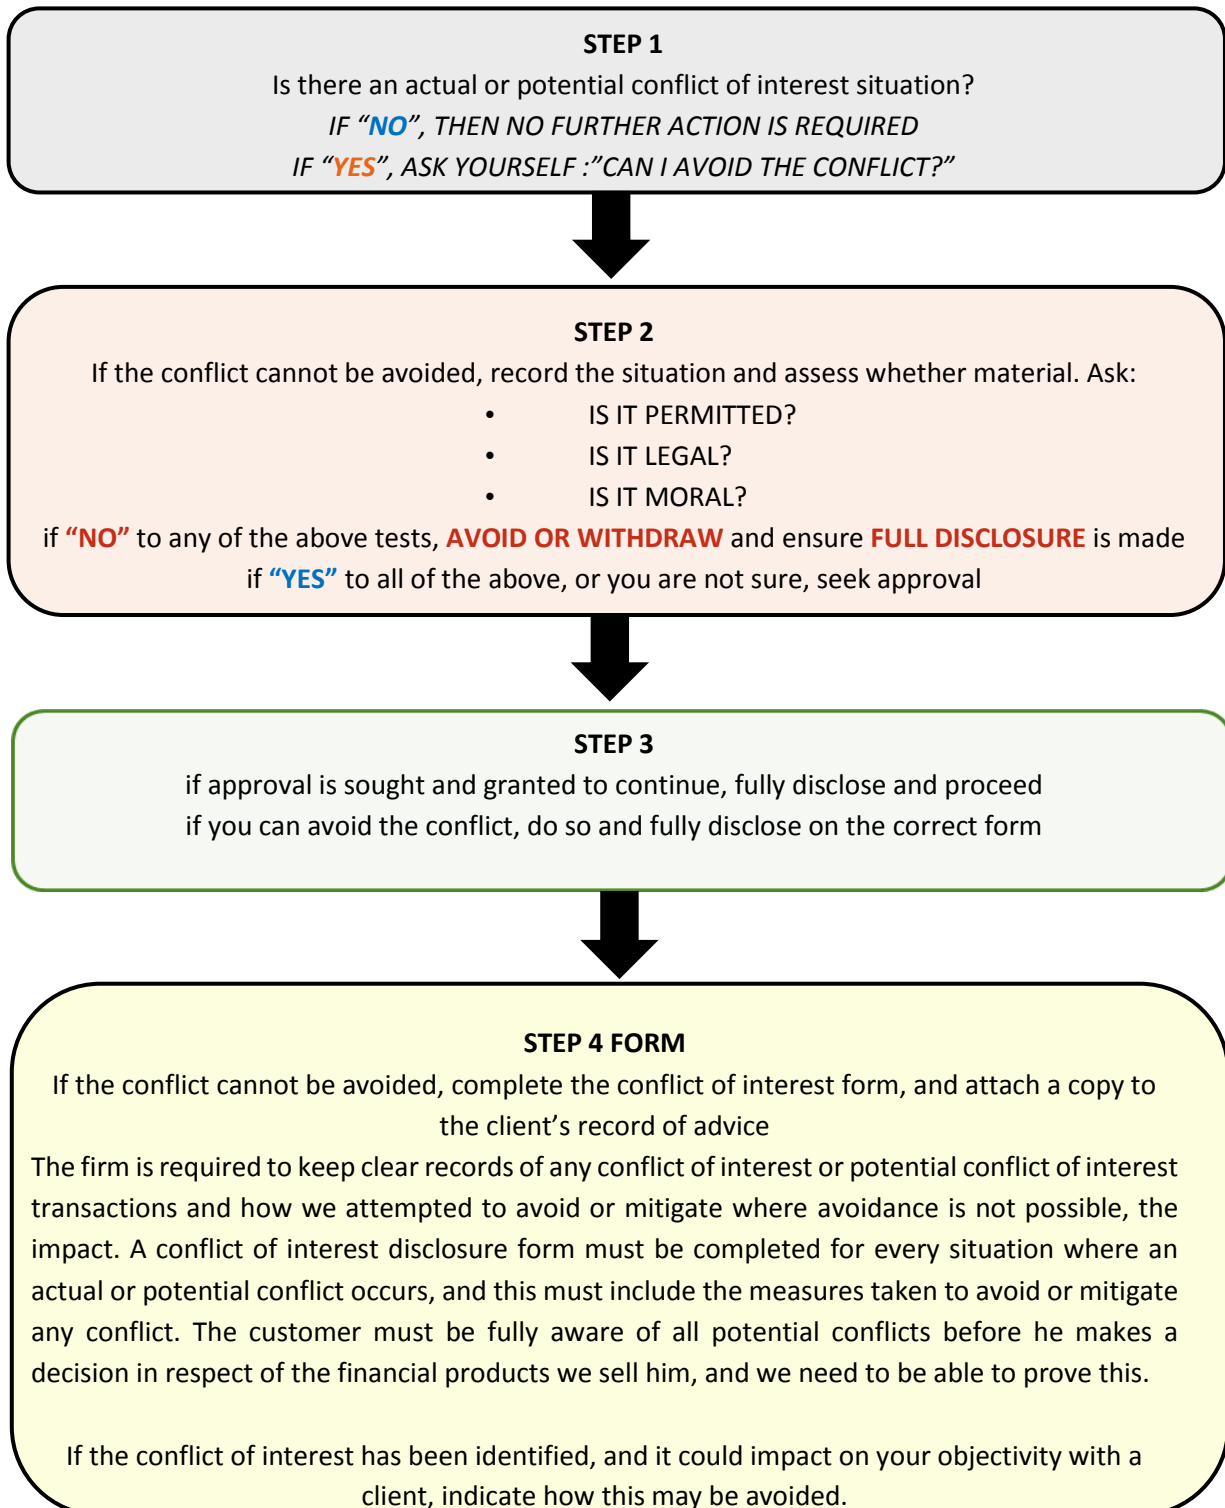 STEP 1
Is there an actual or potential conflict of interest situation?
IF “NO”, THEN NO FURTHER ACTION IS REQUIRED
IF “YES”, ASK YOURSELF :”CAN I AVOID THE CONFLICT?”
STEP 2
If the conflict cannot be avoided, record the situation and assess whether material. Ask:
• IS IT PERMITTED?
• IS IT LEGAL?
• IS IT MORAL?
if “NO” to any of the above tests, AVOID OR WITHDRAW and ensure FULL DISCLOSURE is made
if “YES” to all of the above, or you are not sure, seek approval
STEP 3
if approval is sought and granted to continue, fully disclose and proceed
if you can avoid the conflict, do so and fully disclose on the correct form
STEP 4 FORM
If the conflict cannot be avoided, complete the conflict of interest form, and attach a copy to
the client’s record of advice
The firm is required to keep clear records of any conflict of interest or potential conflict of interest
transactions and how we attempted to avoid or mitigate where avoidance is not possible, the
impact. A conflict of interest disclosure form must be completed for every situation where an
actual or potential conflict occurs, and this must include the measures taken to avoid or mitigate
any conflict. The customer must be fully aware of all potential conflicts before he makes a
decision in respect of the financial products we sell him, and we need to be able to prove this.
If the conflict of interest has been identified, and it could impact on your objectivity with a
client, indicate how this may be avoided.